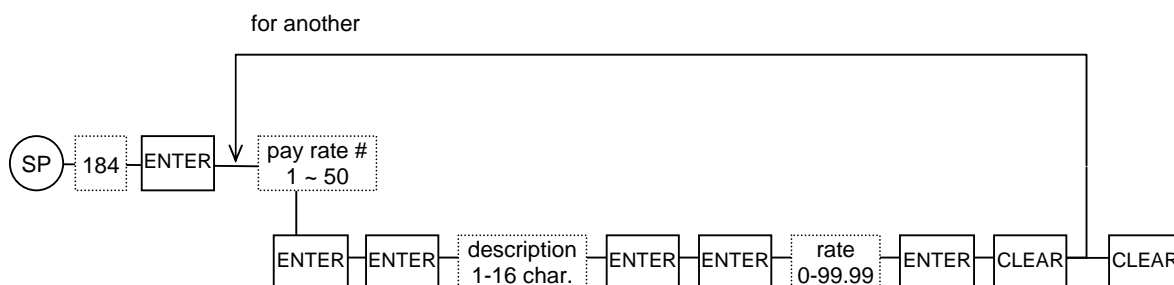 for another
SP 184 ENTER pay rate #
1 ~ 50
ENTER ENTER description
1-16 char. ENTER ENTER rate
0-99.99 ENTER CLEAR CLEAR